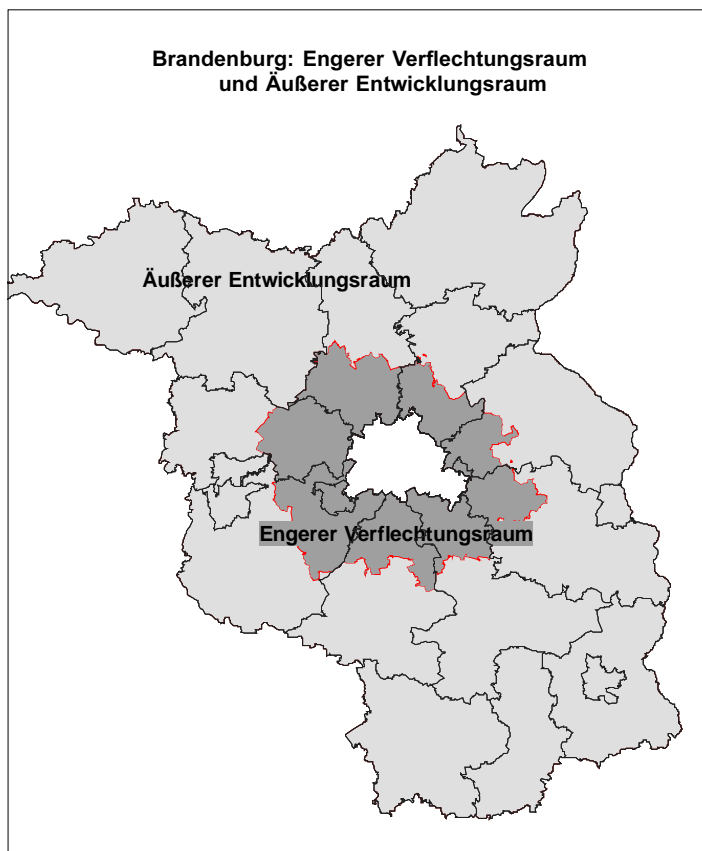 Brandenburg: Engerer Verflechtungsraum
und Äußerer Entwicklungsraum
Äußerer Entwicklungsraum
Engerer Verflechtungsraum